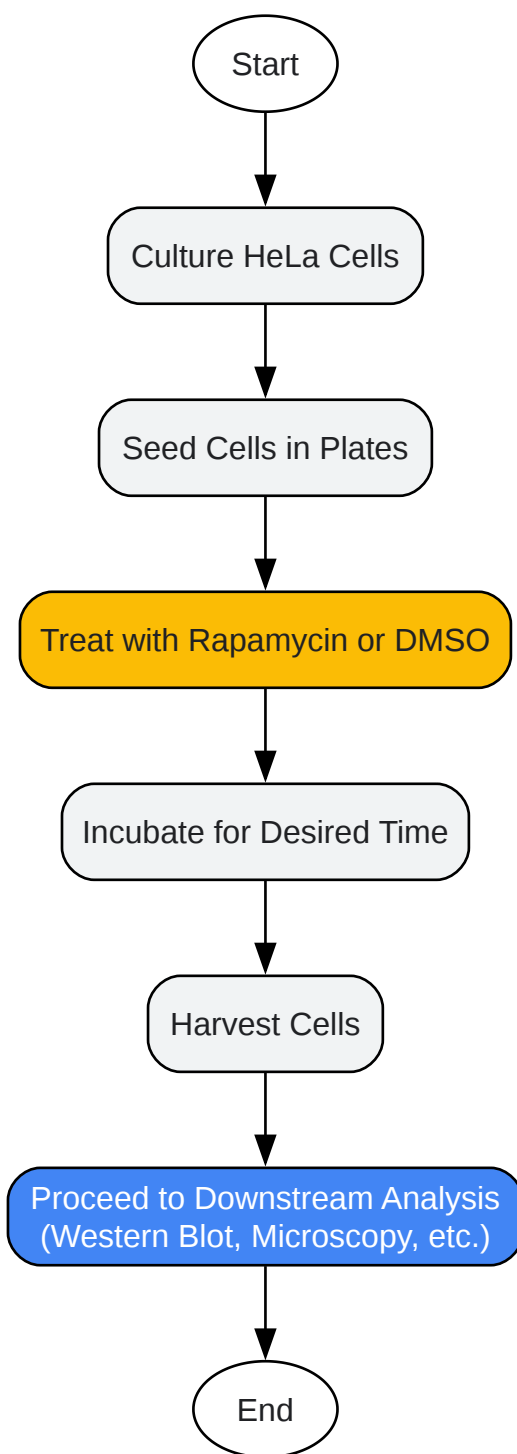 Start
Culture HeLa Cells
Seed Cells in Plates
Treat with Rapamycin or DMSO
Incubate for Desired Time
Harvest Cells
Proceed to Downstream Analysis
(Western Blot, Microscopy, etc.)
End